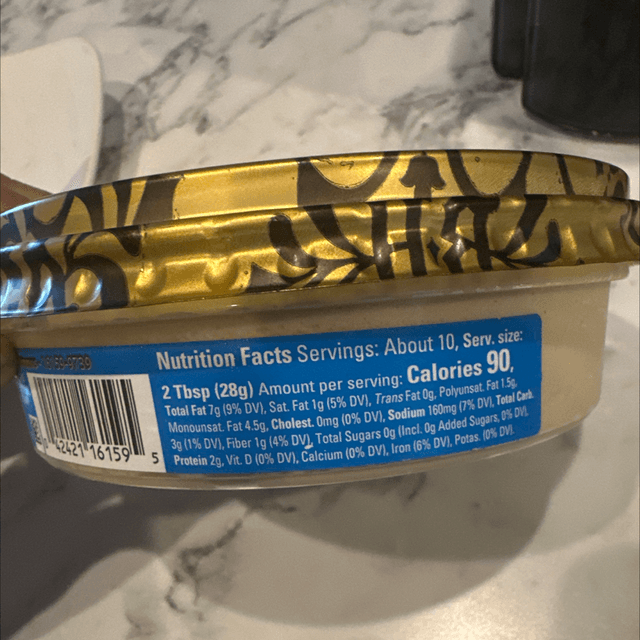 Nutrition Facts Servings: About 10, Serv. size:
2 Tbsp (28g) Amount per serving: Calories 90,
Total Fat 7g (9% DV), Sat. Fat 1g (5% DV), Trans Fat 0g, Polyunsat. Fat 1.5g,
Monounsat. Fat 4.5g, Cholest. 0mg (0% DV), Sodium 160mg (7% DV), Total Carb.
3g (1% DV), Fiber 1g (4% DV), Total Sugars 0g (Incl. 0g Added Sugars, 0% DV),
Protein 2g, Vit. D (0% DV), Calcium (0% DV), Iron (6% DV), Potas. (0% DV).
42421 16159 5